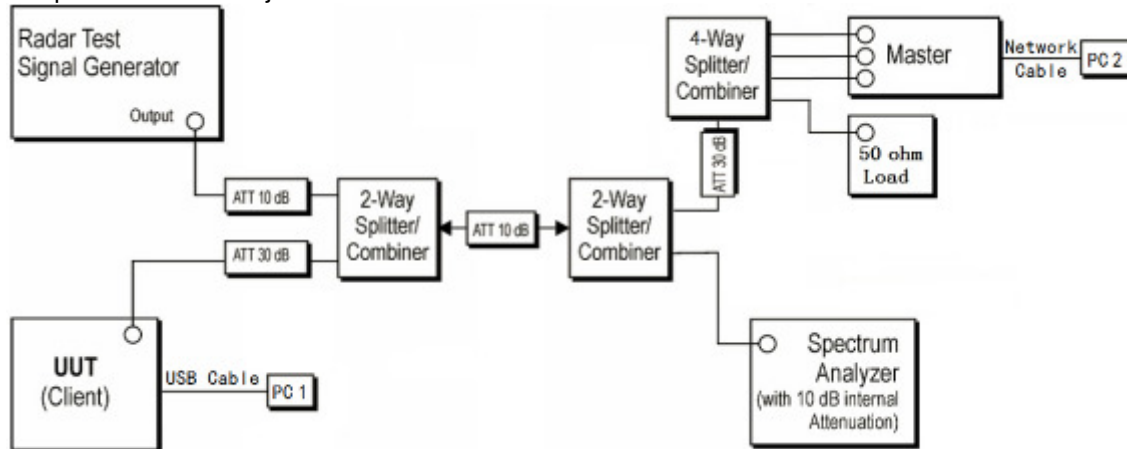 Radar Test
Signal Generator
Output
ATT 10 dB
ATT 30 dB
2-Way
Splitter/
Combiner
ATT 10 dB
2-Way
Splitter/
Combiner
4-Way
Splitter/
Combiner
ATT 30 dB
Master
Network
Cable
PC 2
50 ohm
Load
UUT
(Client)
USB Cable
PC 1
Spectrum
Analyzer
(with 10 dB internal
Attenuation)